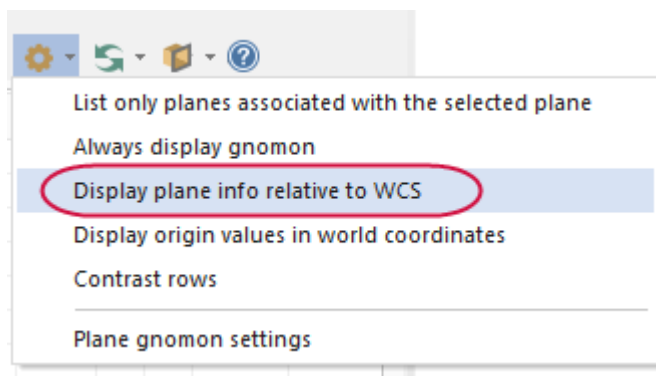 List only planes associated with the selected plane
Always display gnomon
Display plane info relative to WCS
Display origin values in world coordinates
Contrast rows
Plane gnomon settings